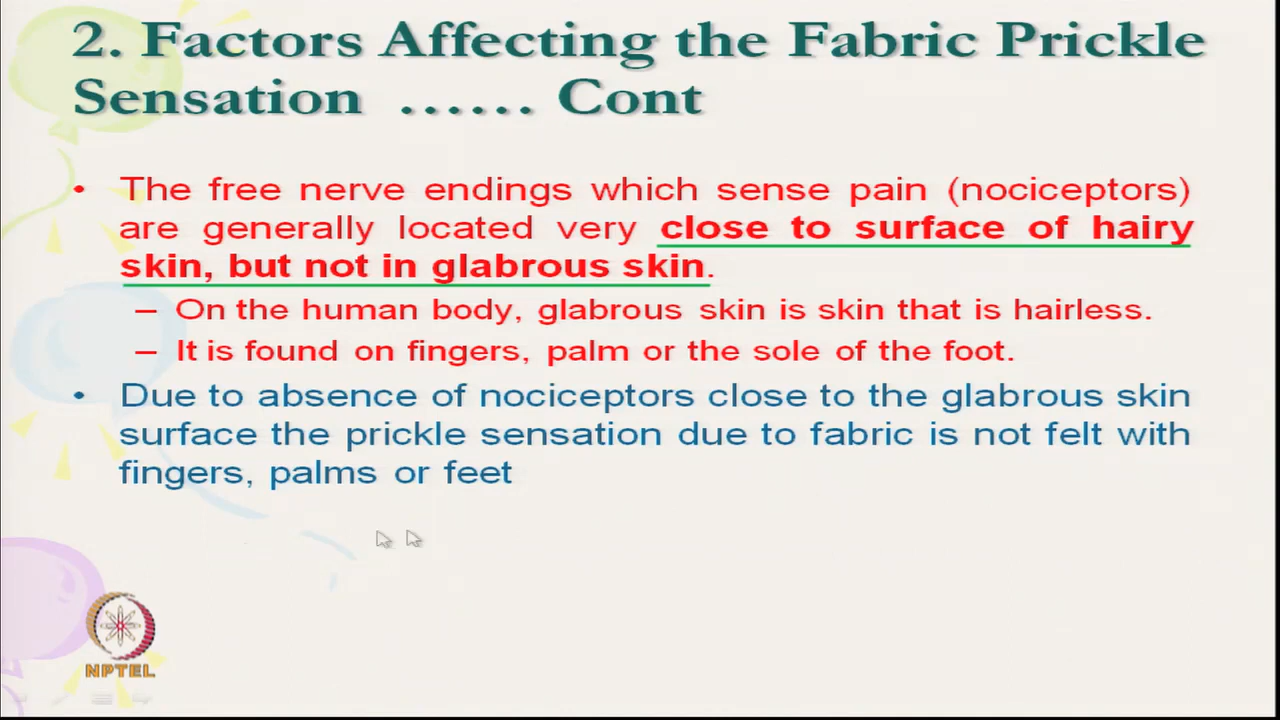 2. Factors Affecting the Fabric Prickle
Sensation ...... Cont
• The free nerve endings which sense pain (nociceptors)
are generally located very close to surface of hairy
skin, but not in glabrous skin.
– On the human body, glabrous skin is skin that is hairless.
– It is found on fingers, palm or the sole of the foot.
• Due to absence of nociceptors close to the glabrous skin
surface the prickle sensation due to fabric is not felt with
fingers, palms or feet
NPTEL